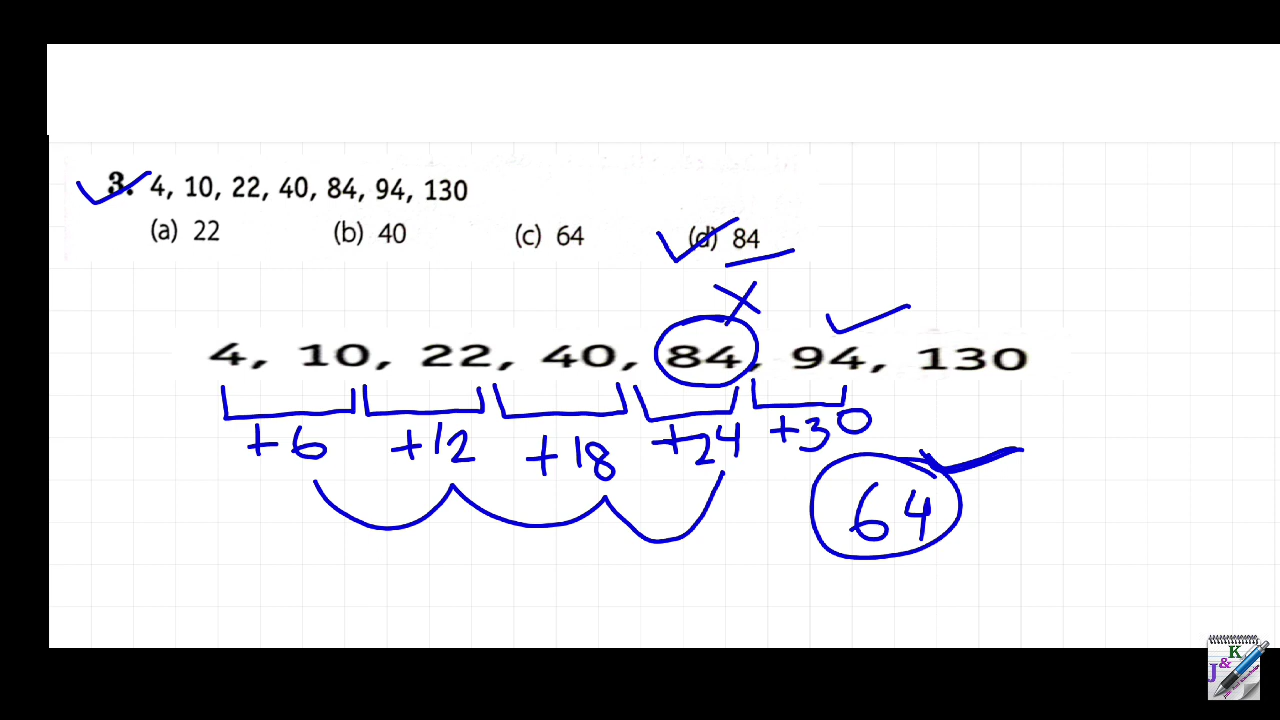 3. 4, 10, 22, 40, 84, 94, 130
(a) 22 (b) 40 (c) 64 (d) 84
4, 10, 22, 40, 84, 94, 130
+6 +12 +18 +24 +30
64
J&K